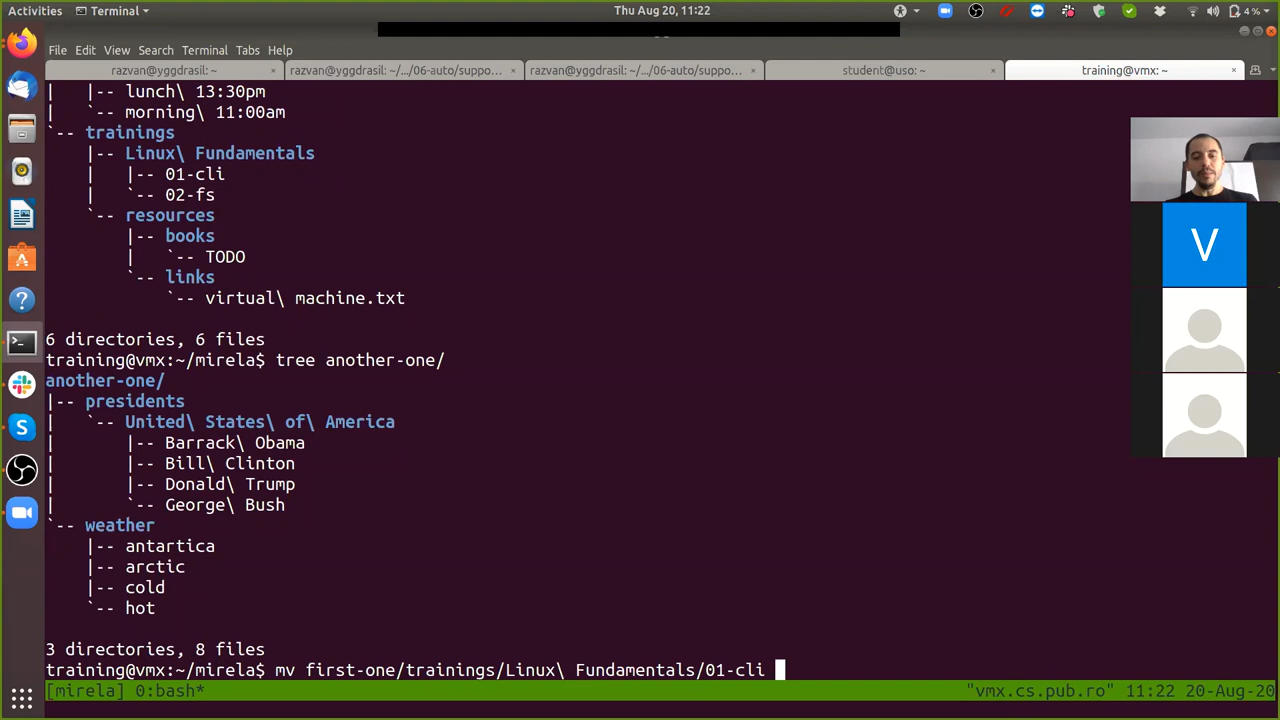 Activities
Terminal
Thu Aug 20, 11:22
4 %
File Edit View Search Terminal Tabs Help
razvan@yggdrasil: ~ ×
razvan@yggdrasil: ~/.../06-auto/suppo... ×
razvan@yggdrasil: ~/.../06-auto/suppo... ×
student@uso: ~ ×
training@vmx: ~ ×
|   |-- lunch\ 13:30pm
|   `-- morning\ 11:00am
`-- trainings
    |-- Linux\ Fundamentals
    |   |-- 01-cli
    |   `-- 02-fs
    `-- resources
        |-- books
        |   `-- TODO
        `-- links
            `-- virtual\ machine.txt
6 directories, 6 files
training@vmx:~/mirela$ tree another-one/
another-one/
|-- presidents
|   `-- United\ States\ of\ America
|       |-- Barrack\ Obama
|       |-- Bill\ Clinton
|       |-- Donald\ Trump
|       `-- George\ Bush
`-- weather
    |-- antartica
    |-- arctic
    |-- cold
    `-- hot
3 directories, 8 files
training@vmx:~/mirela$ mv first-one/trainings/Linux\ Fundamentals/01-cli
[mirela] 0:bash* "vmx.cs.pub.ro" 11:22 20-Aug-20
V